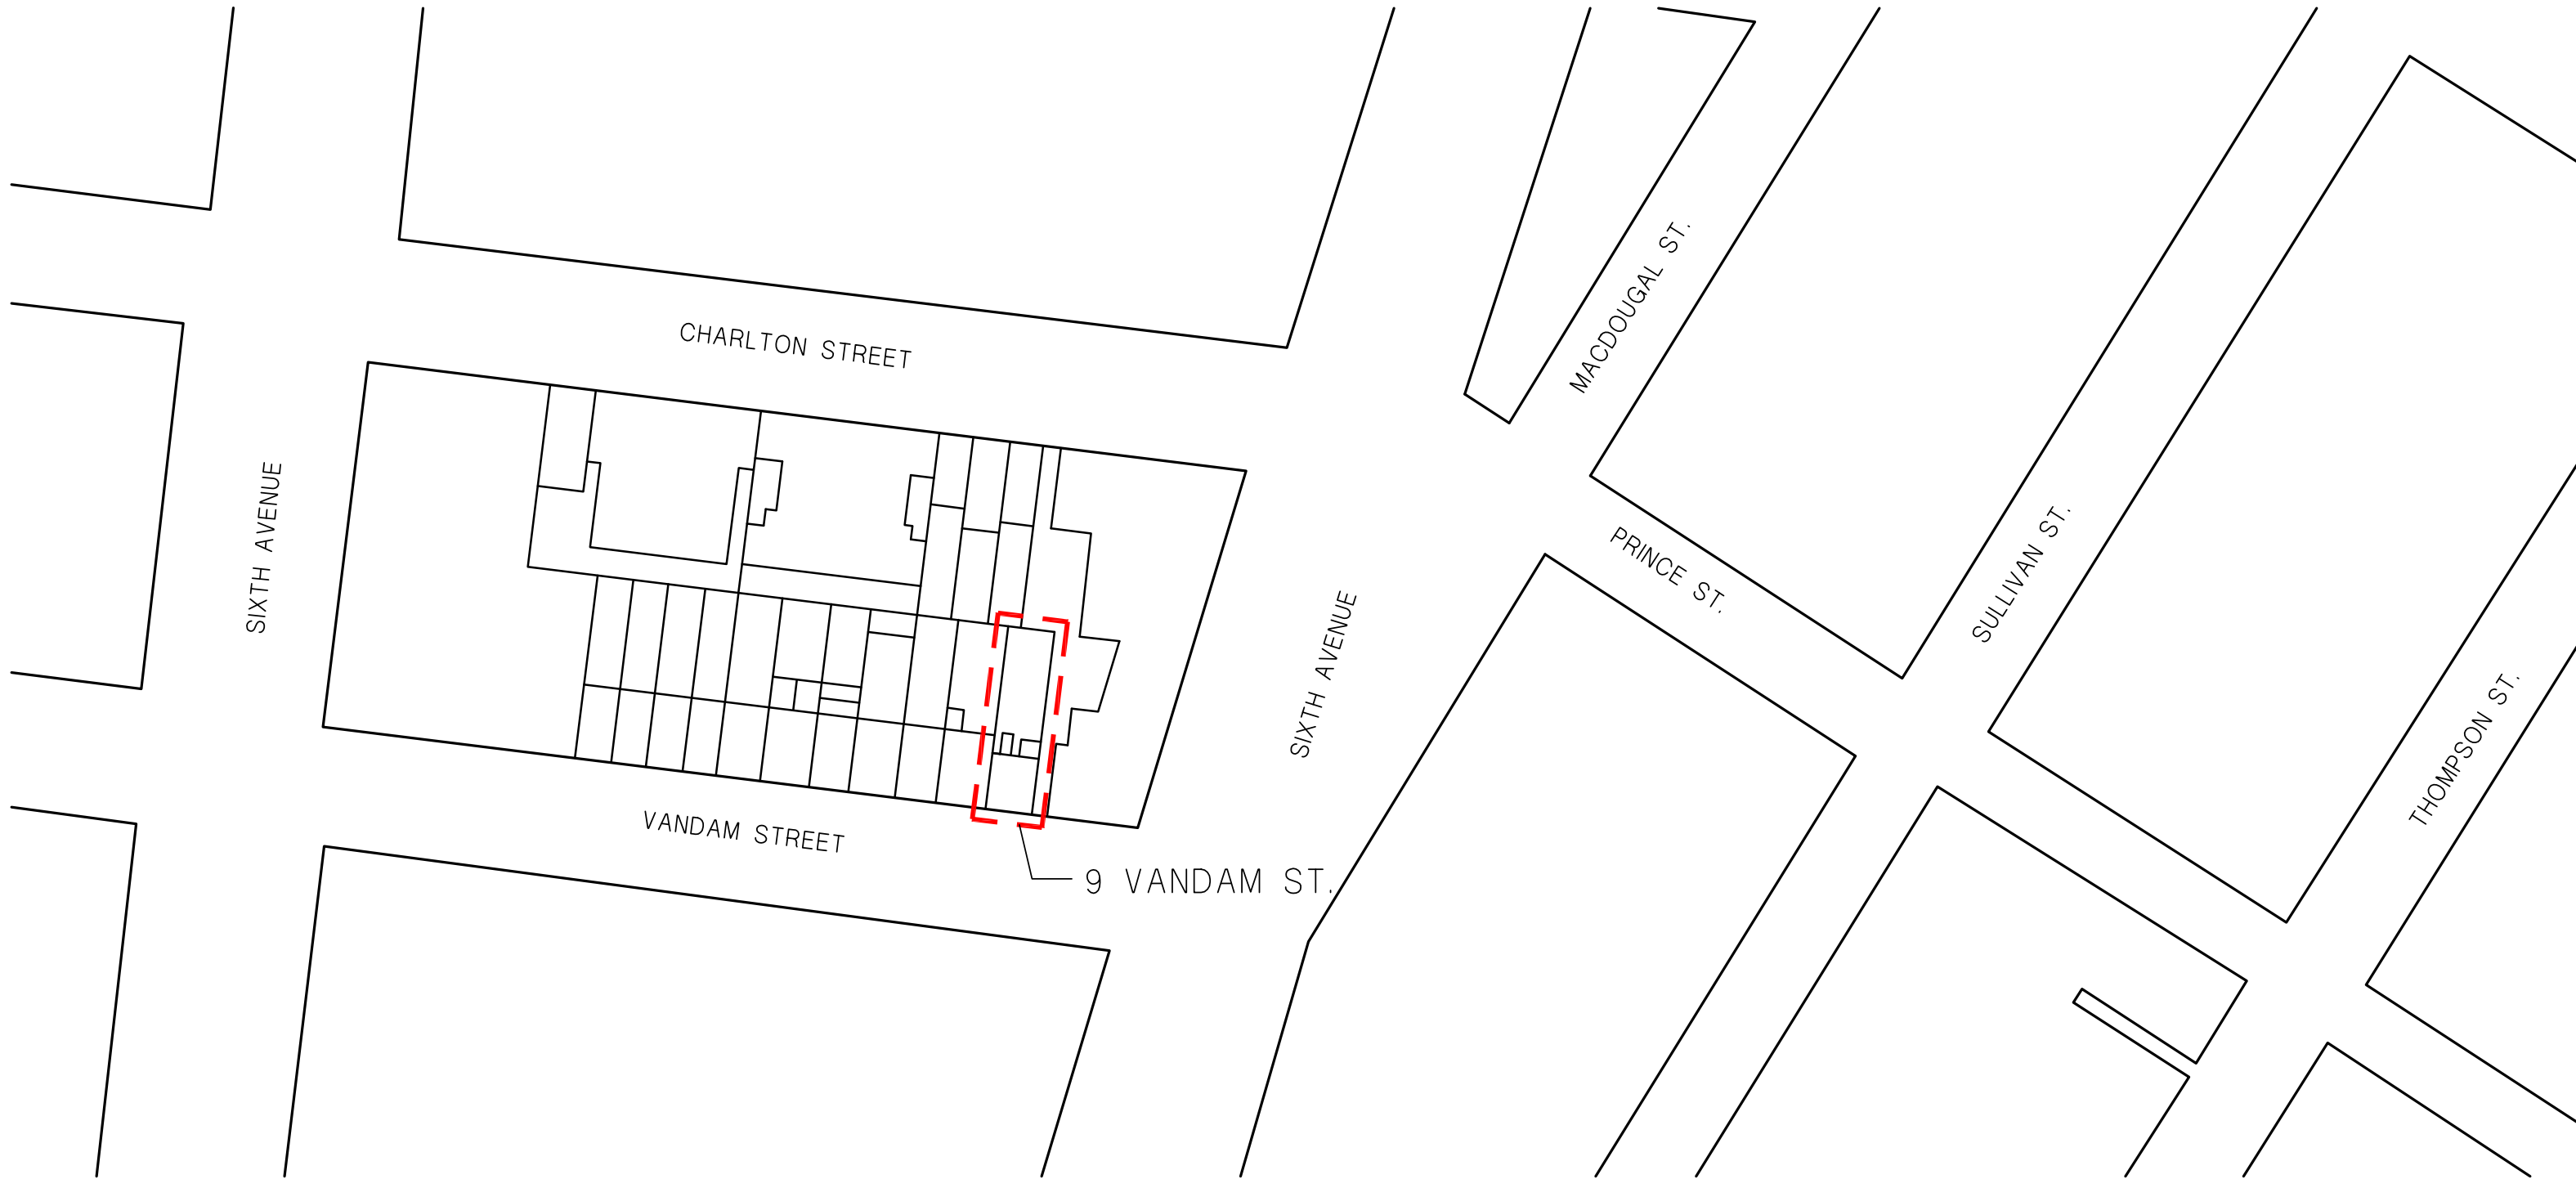 CHARLTON STREET
MACDOUGAL ST.
SIXTH AVENUE
PRINCE ST.
SULLIVAN ST.
SIXTH AVENUE
THOMPSON ST.
VANDAM STREET
9 VANDAM ST.